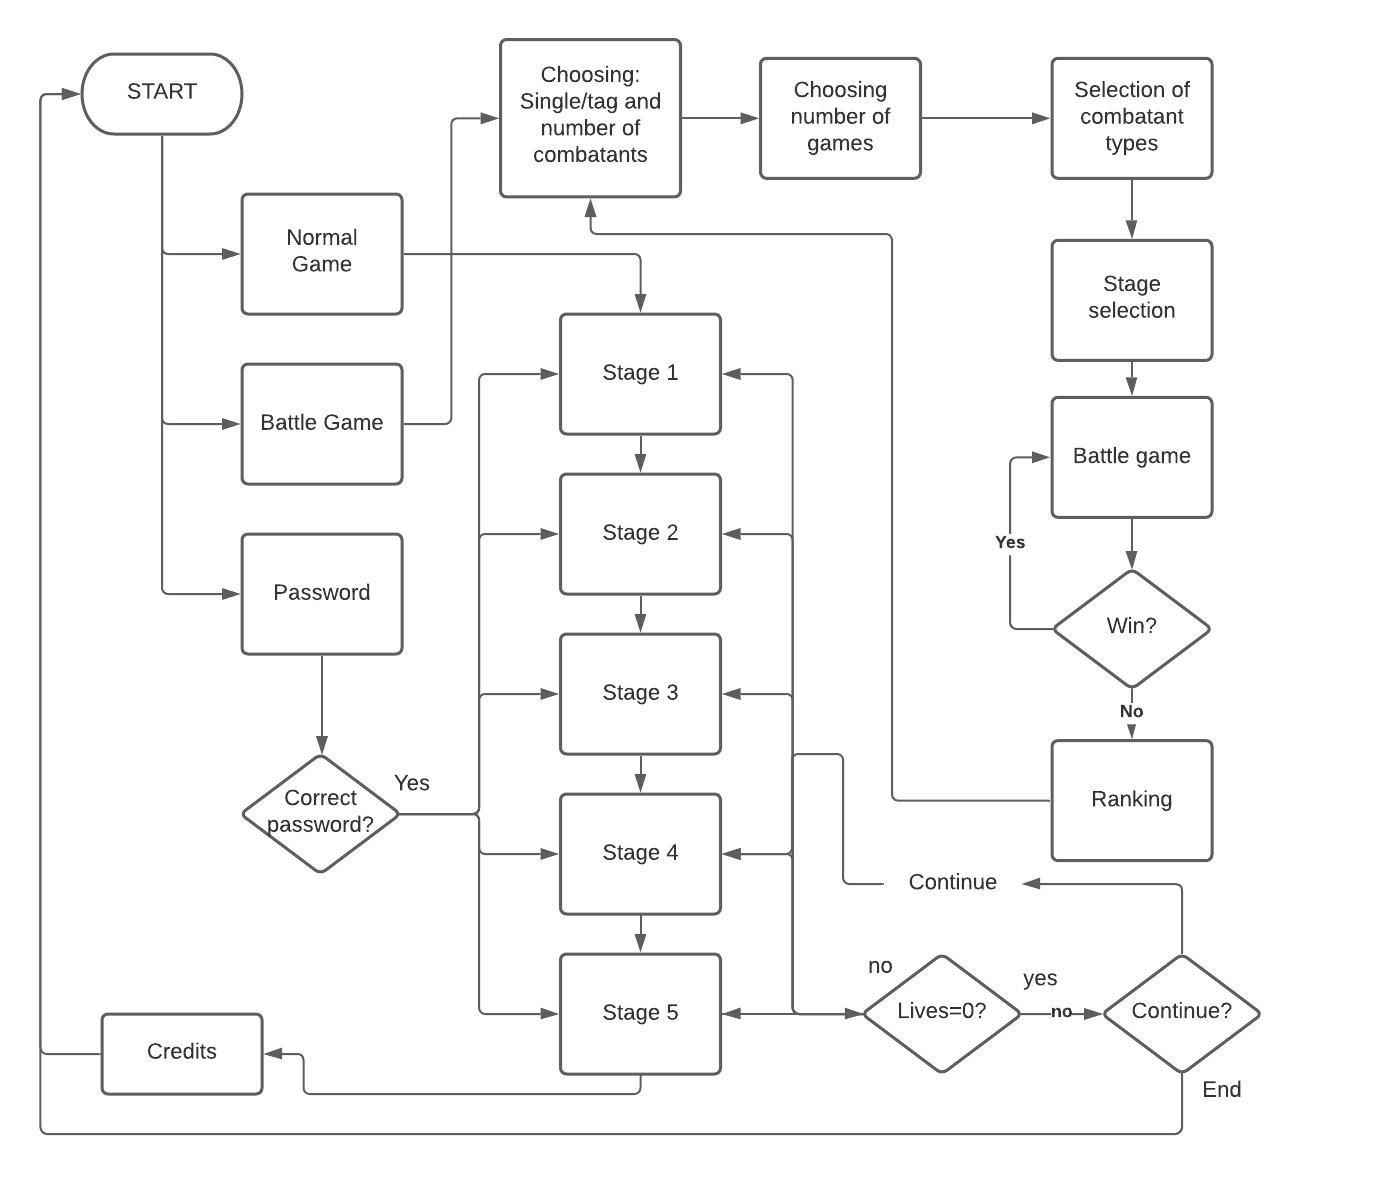 START
Choosing:
Single/tag and
number of
combatants
Choosing
number of
games
Selection of
combatant
types
Normal
Game
Stage
selection
Stage 1
Battle Game
Battle game
Stage 2
Yes
Password
Win?
Stage 3
No
Yes
Correct
password?
Ranking
Stage 4
Continue
no
yes
Stage 5
Lives=0?
no
Continue?
Credits
End